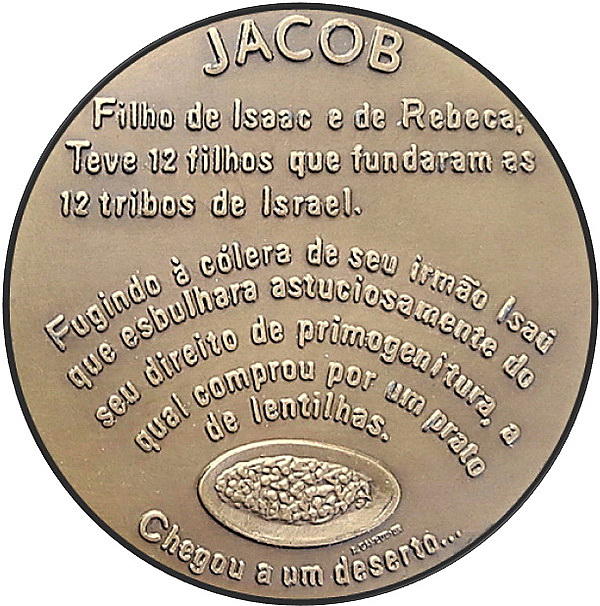 JACOB
Filho de Isaac e de Rebeca,
Teve 12 filhos que fundaram as
12 tribos de Israel.
Fugindo à cólera de seu irmão Isaú
que esbulhara astuciosamente do
seu direito de primogenitura, a
qual comprou por um prato
de lentilhas.
Chegou a um deserto...